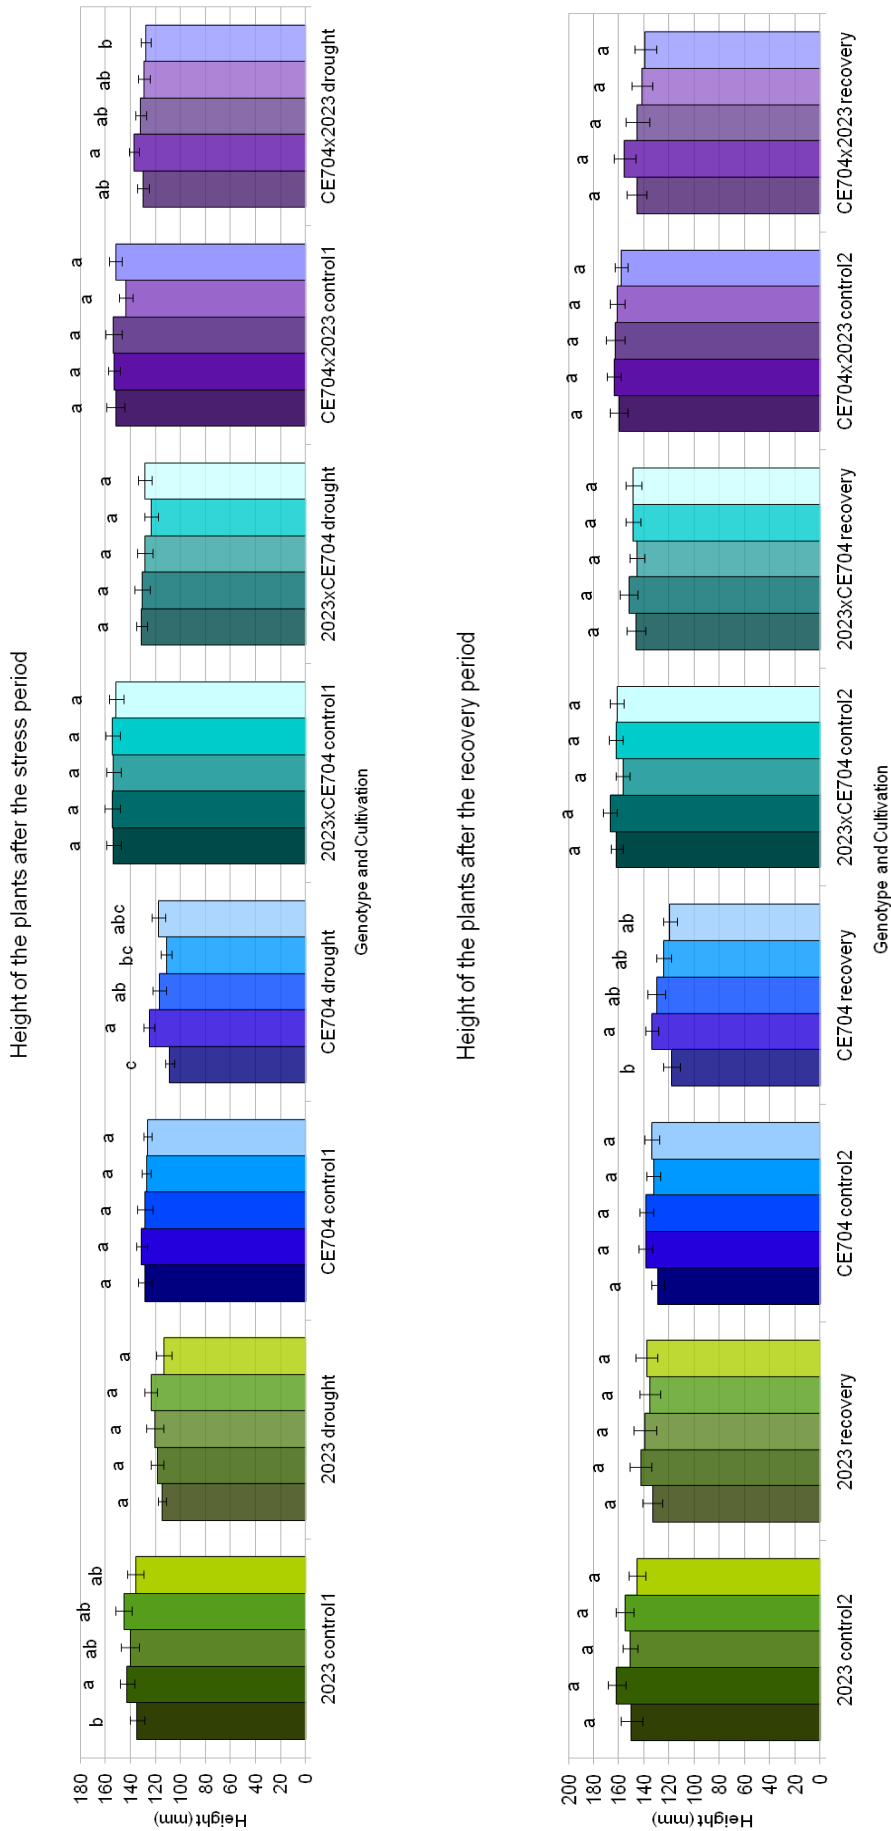 Height of the plants after the stress period
Height (mm)
180
160
140
120
100
80
60
40
20
0
b a ab ab ab a a a a a a a a a a c a ab bc abc a a a a a a a a a a a a a a a ab a ab ab b
2023 control1 2023 drought CE704 control1 CE704 drought 2023xCE704 control1 2023xCE704 drought CE704x2023 control1 CE704x2023 drought
Genotype and Cultivation
Height of the plants after the recovery period
Height (mm)
200
180
160
140
120
100
80
60
40
20
0
a a a a a a a a a a a a a a a b a ab ab ab a a a a a a a a a a a a a a a a a a a a
2023 control2 2023 recovery CE704 control2 CE704 recovery 2023xCE704 control2 2023xCE704 recovery CE704x2023 control2 CE704x2023 recovery
Genotype and Cultivation